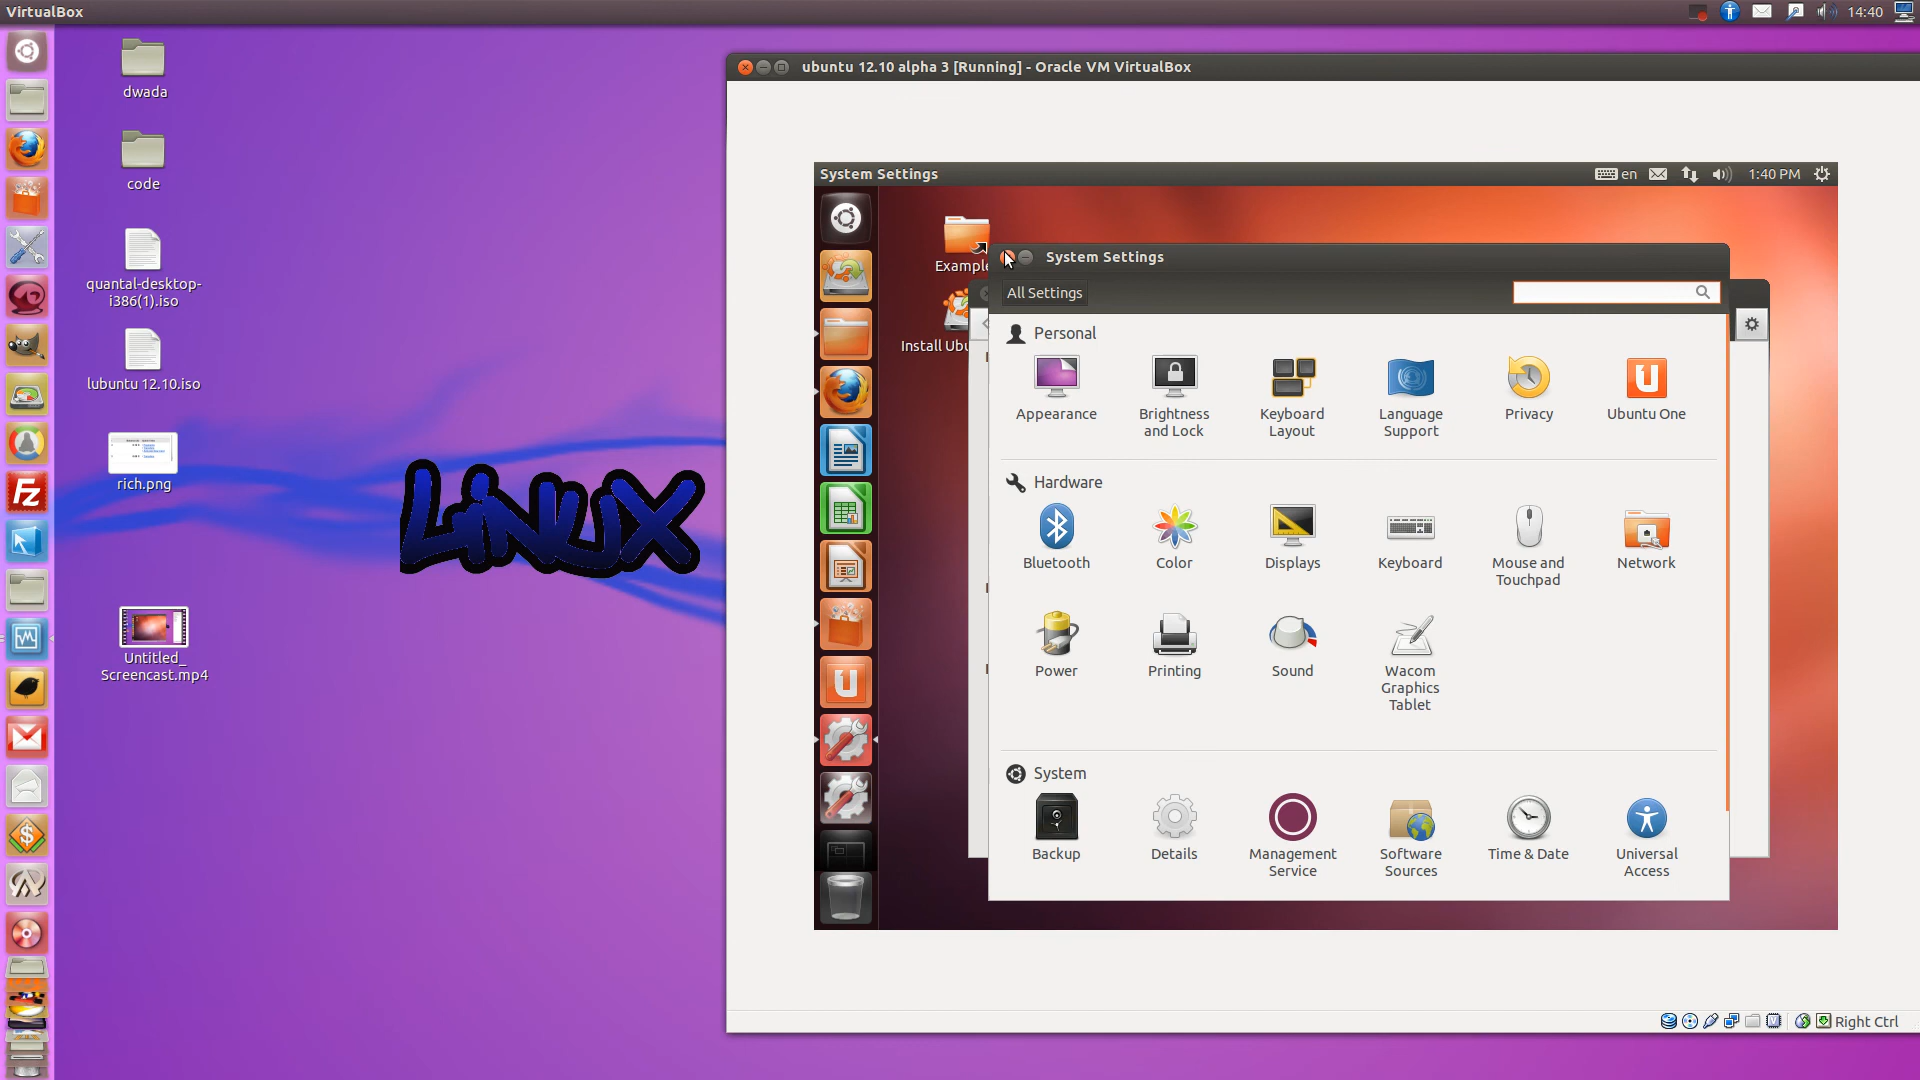 VirtualBox
14:40
dwada
code
quantal-desktop-
i386(1).iso
lubuntu 12.10.iso
rich.png
Untitled_
Screencast.mp4
LiNUX
Fz
ubuntu 12.10 alpha 3 [Running] - Oracle VM VirtualBox
System Settings
en
1:40 PM
Example
Install Ubu
System Settings
All Settings
Personal
Appearance
Brightness
and Lock
Keyboard
Layout
Language
Support
Privacy
Ubuntu One
Hardware
Bluetooth
Color
Displays
Keyboard
Mouse and
Touchpad
Network
Power
Printing
Sound
Wacom
Graphics
Tablet
System
Backup
Details
Management
Service
Software
Sources
Time & Date
Universal
Access
Right Ctrl